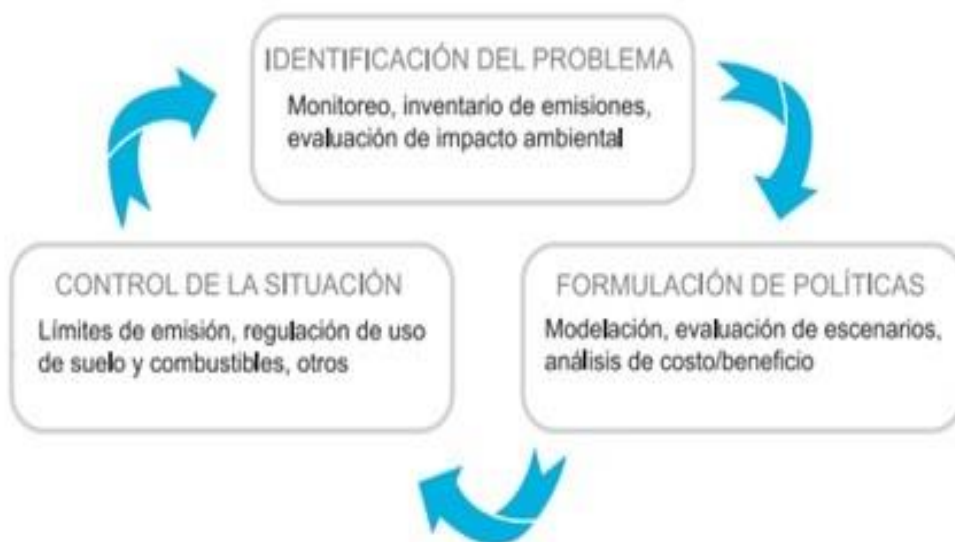 IDENTIFICACIÓN DEL PROBLEMA
Monitoreo, inventario de emisiones,
evaluación de impacto ambiental
CONTROL DE LA SITUACIÓN
Límites de emisión, regulación de uso
de suelo y combustibles, otros
FORMULACIÓN DE POLÍTICAS
Modelación, evaluación de escenarios,
análisis de costo/beneficio